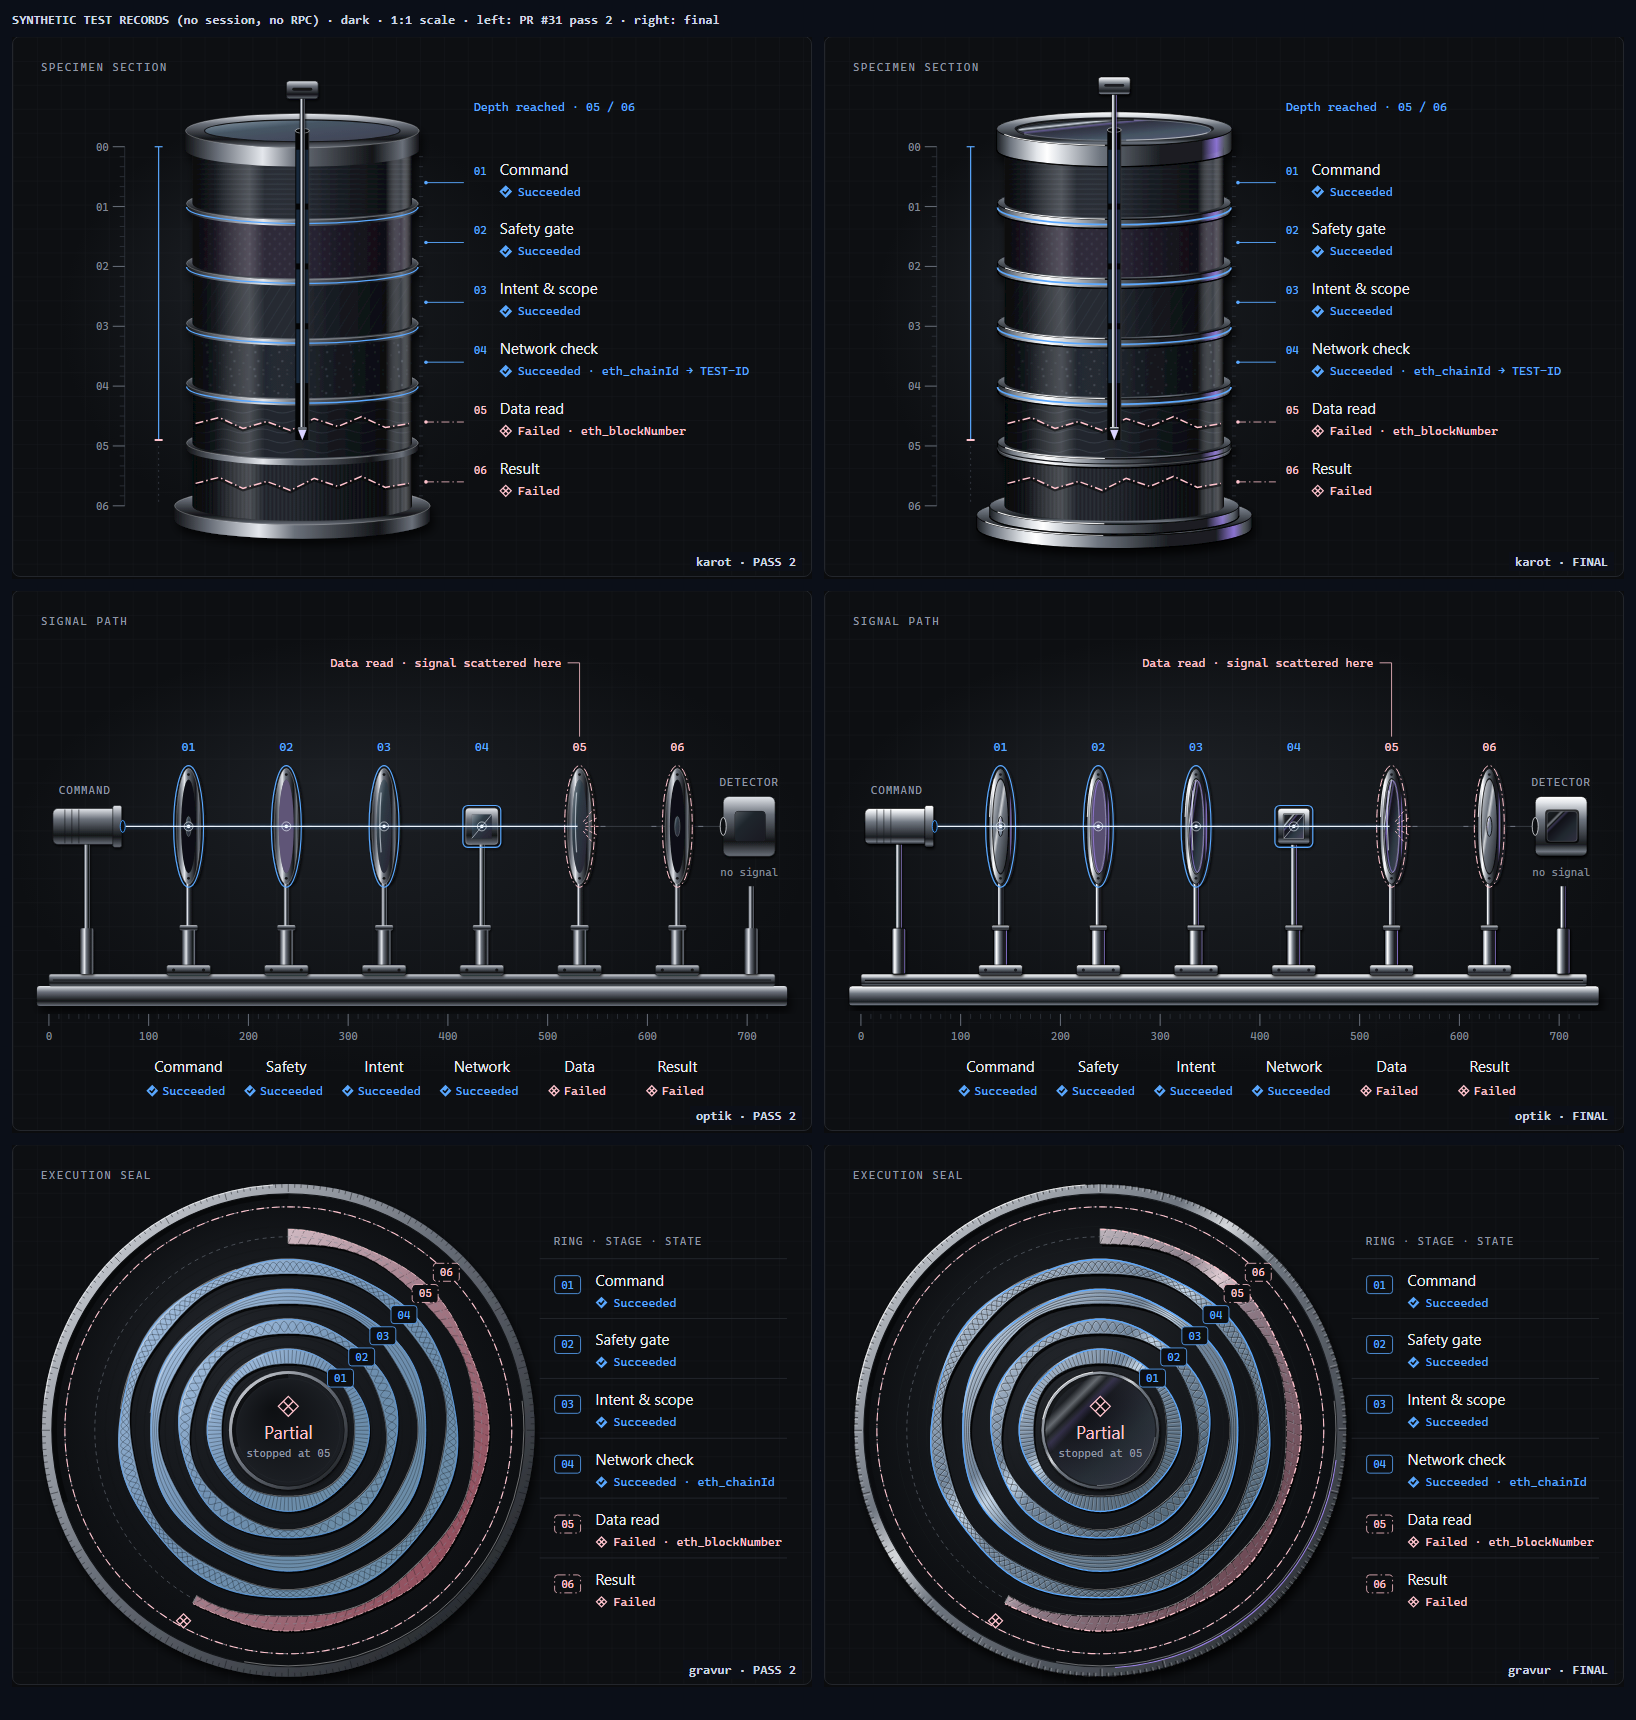 SYNTHETIC TEST RECORDS (no session, no RPC) · dark · 1:1 scale · left: PR #31 pass 2 · right: final
SPECIMEN SECTION
Depth reached · 05 / 06
00
01
02
03
04
05
06
01 Command
Succeeded
02 Safety gate
Succeeded
03 Intent & scope
Succeeded
04 Network check
Succeeded · eth_chainId → TEST-ID
05 Data read
Failed · eth_blockNumber
06 Result
Failed
karot · PASS 2
SPECIMEN SECTION
Depth reached · 05 / 06
00
01
02
03
04
05
06
01 Command
Succeeded
02 Safety gate
Succeeded
03 Intent & scope
Succeeded
04 Network check
Succeeded · eth_chainId → TEST-ID
05 Data read
Failed · eth_blockNumber
06 Result
Failed
karot · FINAL
SIGNAL PATH
Data read · signal scattered here
01 02 03 04 05 06
COMMAND
DETECTOR
no signal
0 100 200 300 400 500 600 700
Command Safety Intent Network Data Result
Succeeded Succeeded Succeeded Succeeded Failed Failed
optik · PASS 2
SIGNAL PATH
Data read · signal scattered here
01 02 03 04 05 06
COMMAND
DETECTOR
no signal
0 100 200 300 400 500 600 700
Command Safety Intent Network Data Result
Succeeded Succeeded Succeeded Succeeded Failed Failed
optik · FINAL
EXECUTION SEAL
06
05
04
03
02
01
Partial
stopped at 05
RING · STAGE · STATE
01 Command
Succeeded
02 Safety gate
Succeeded
03 Intent & scope
Succeeded
04 Network check
Succeeded · eth_chainId
05 Data read
Failed · eth_blockNumber
06 Result
Failed
gravur · PASS 2
EXECUTION SEAL
06
05
04
03
02
01
Partial
stopped at 05
RING · STAGE · STATE
01 Command
Succeeded
02 Safety gate
Succeeded
03 Intent & scope
Succeeded
04 Network check
Succeeded · eth_chainId
05 Data read
Failed · eth_blockNumber
06 Result
Failed
gravur · FINAL